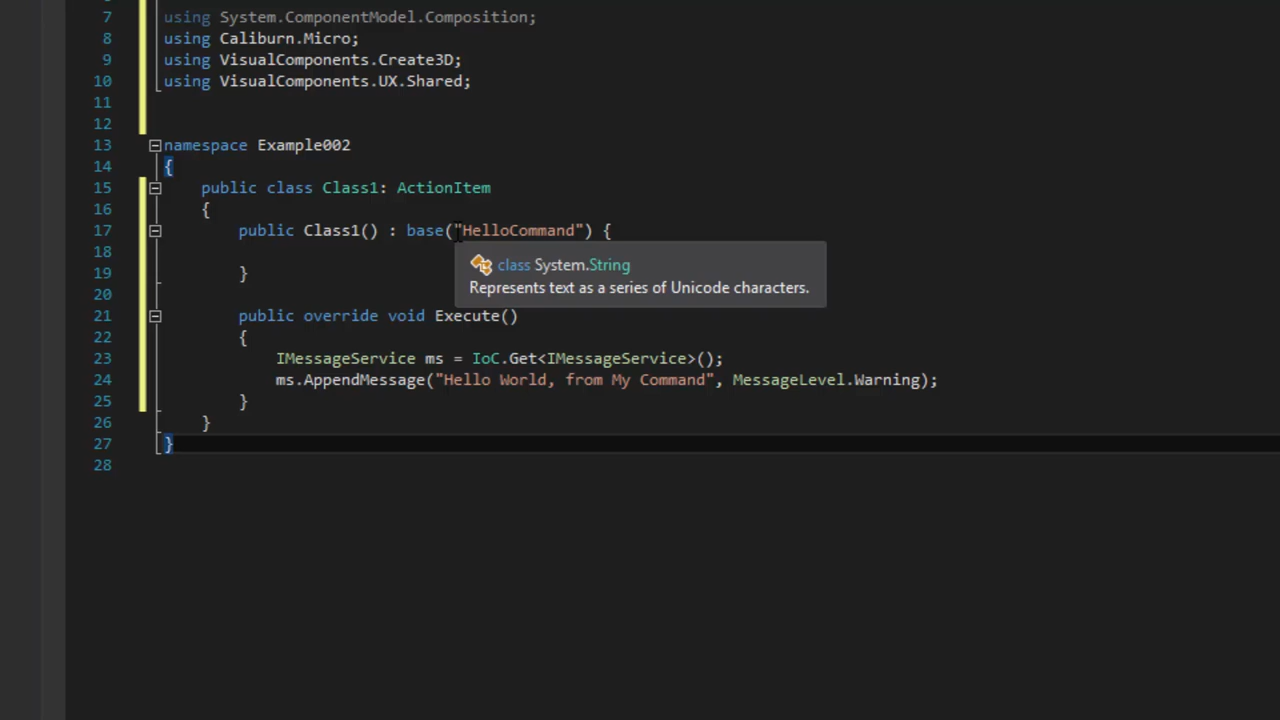 7 using System.ComponentModel.Composition;
8 using Caliburn.Micro;
9 using VisualComponents.Create3D;
10 using VisualComponents.UX.Shared;
11
12
13 namespace Example002
14 {
15 public class Class1: ActionItem
16 {
17 public Class1() : base("HelloCommand") {
18 class System.String
Represents text as a series of Unicode characters.
19 }
20
21 public override void Execute()
22 {
23 IMessageService ms = IoC.Get<IMessageService>();
24 ms.AppendMessage("Hello World, from My Command", MessageLevel.Warning);
25 }
26 }
27 }
28